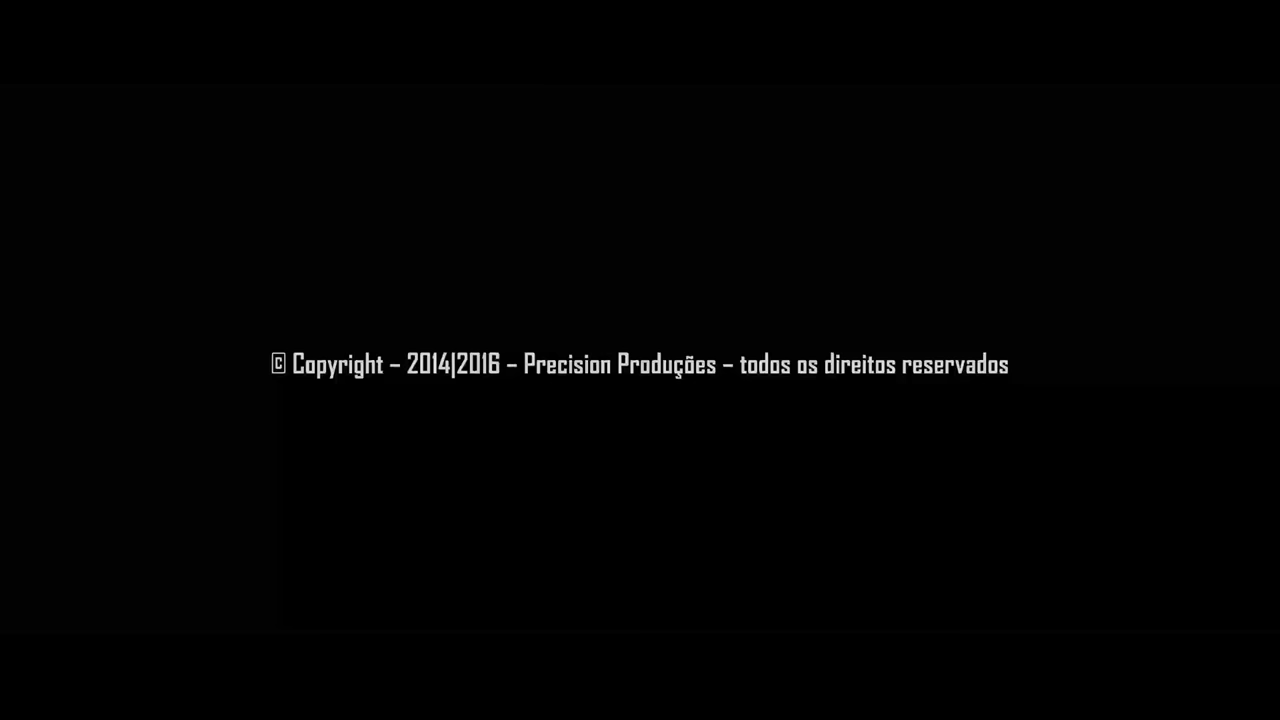 © Copyright – 2014|2016 – Precision Produções – todos os direitos reservados